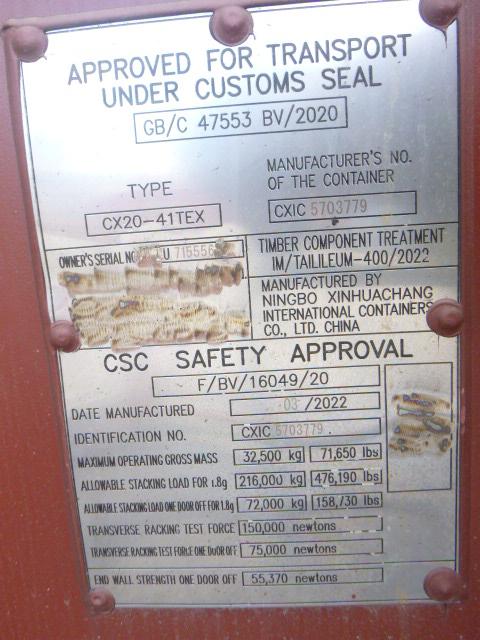 APPROVED FOR TRANSPORT
UNDER CUSTOMS SEAL
GB/C 47553 BV/2020
TYPE
CX20-41TEX
MANUFACTURER'S NO.
OF THE CONTAINER
CXIC 5703779
OWNER'S SERIAL NO
TIMBER COMPONENT TREATMENT
IM/TAILILEUM-400/2022
MANUFACTURED BY
NINGBO XINHUACHANG
INTERNATIONAL CONTAINERS
CO., LTD. CHINA
CSC SAFETY APPROVAL
F/BV/16049/20
DATE MANUFACTURED 03 /2022
IDENTIFICATION NO. CXIC 5703779
MAXIMUM OPERATING GROSS MASS 32,500 kg 71,650 lbs
ALLOWABLE STACKING LOAD FOR 1.8g 216,000 kg 476,190 lbs
ALLOWABLE STACKING LOAD ONE DOOR OFF FOR 1.8g 72,000 kg 158,730 lbs
TRANSVERSE RACKING TEST FORCE 150,000 newtons
TRANSVERSE RACKING TEST FORCE ONE DOOR OFF 75,000 newtons
END WALL STRENGTH ONE DOOR OFF 55,370 newtons